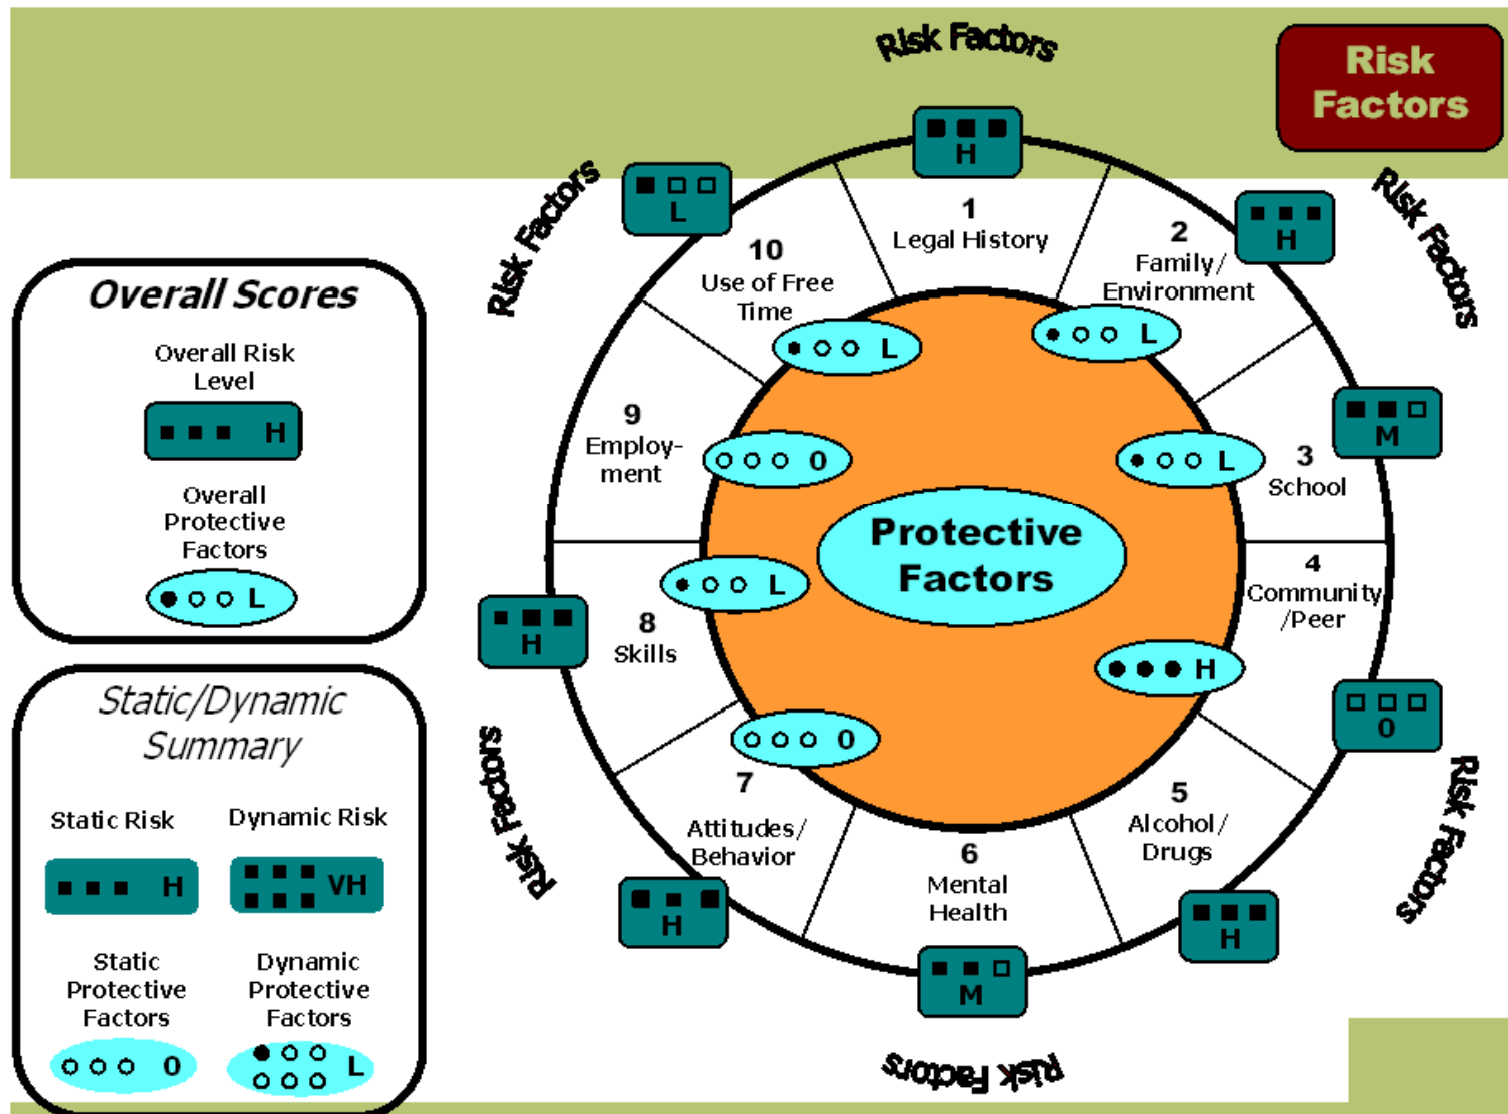 Risk Factors
Risk
Factors
H
Risk Factors
L
Risk Factors
H
1
Legal History
2
Family/
Environment
10
Use of Free
Time
L
L
Overall Scores
Overall Risk
Level
H
Overall
Protective
Factors
L
9
Employ-
ment
0
M
L
3
School
Protective
Factors
4
Community
/Peer
L
8
Skills
H
H
0
Static/Dynamic
Summary
Static Risk
Dynamic Risk
H
VH
Static
Protective
Factors
Dynamic
Protective
Factors
0
L
0
7
Attitudes/
Behavior
H
Risk Factors
6
Mental
Health
M
5
Alcohol/
Drugs
H
Risk Factors
Risk Factors